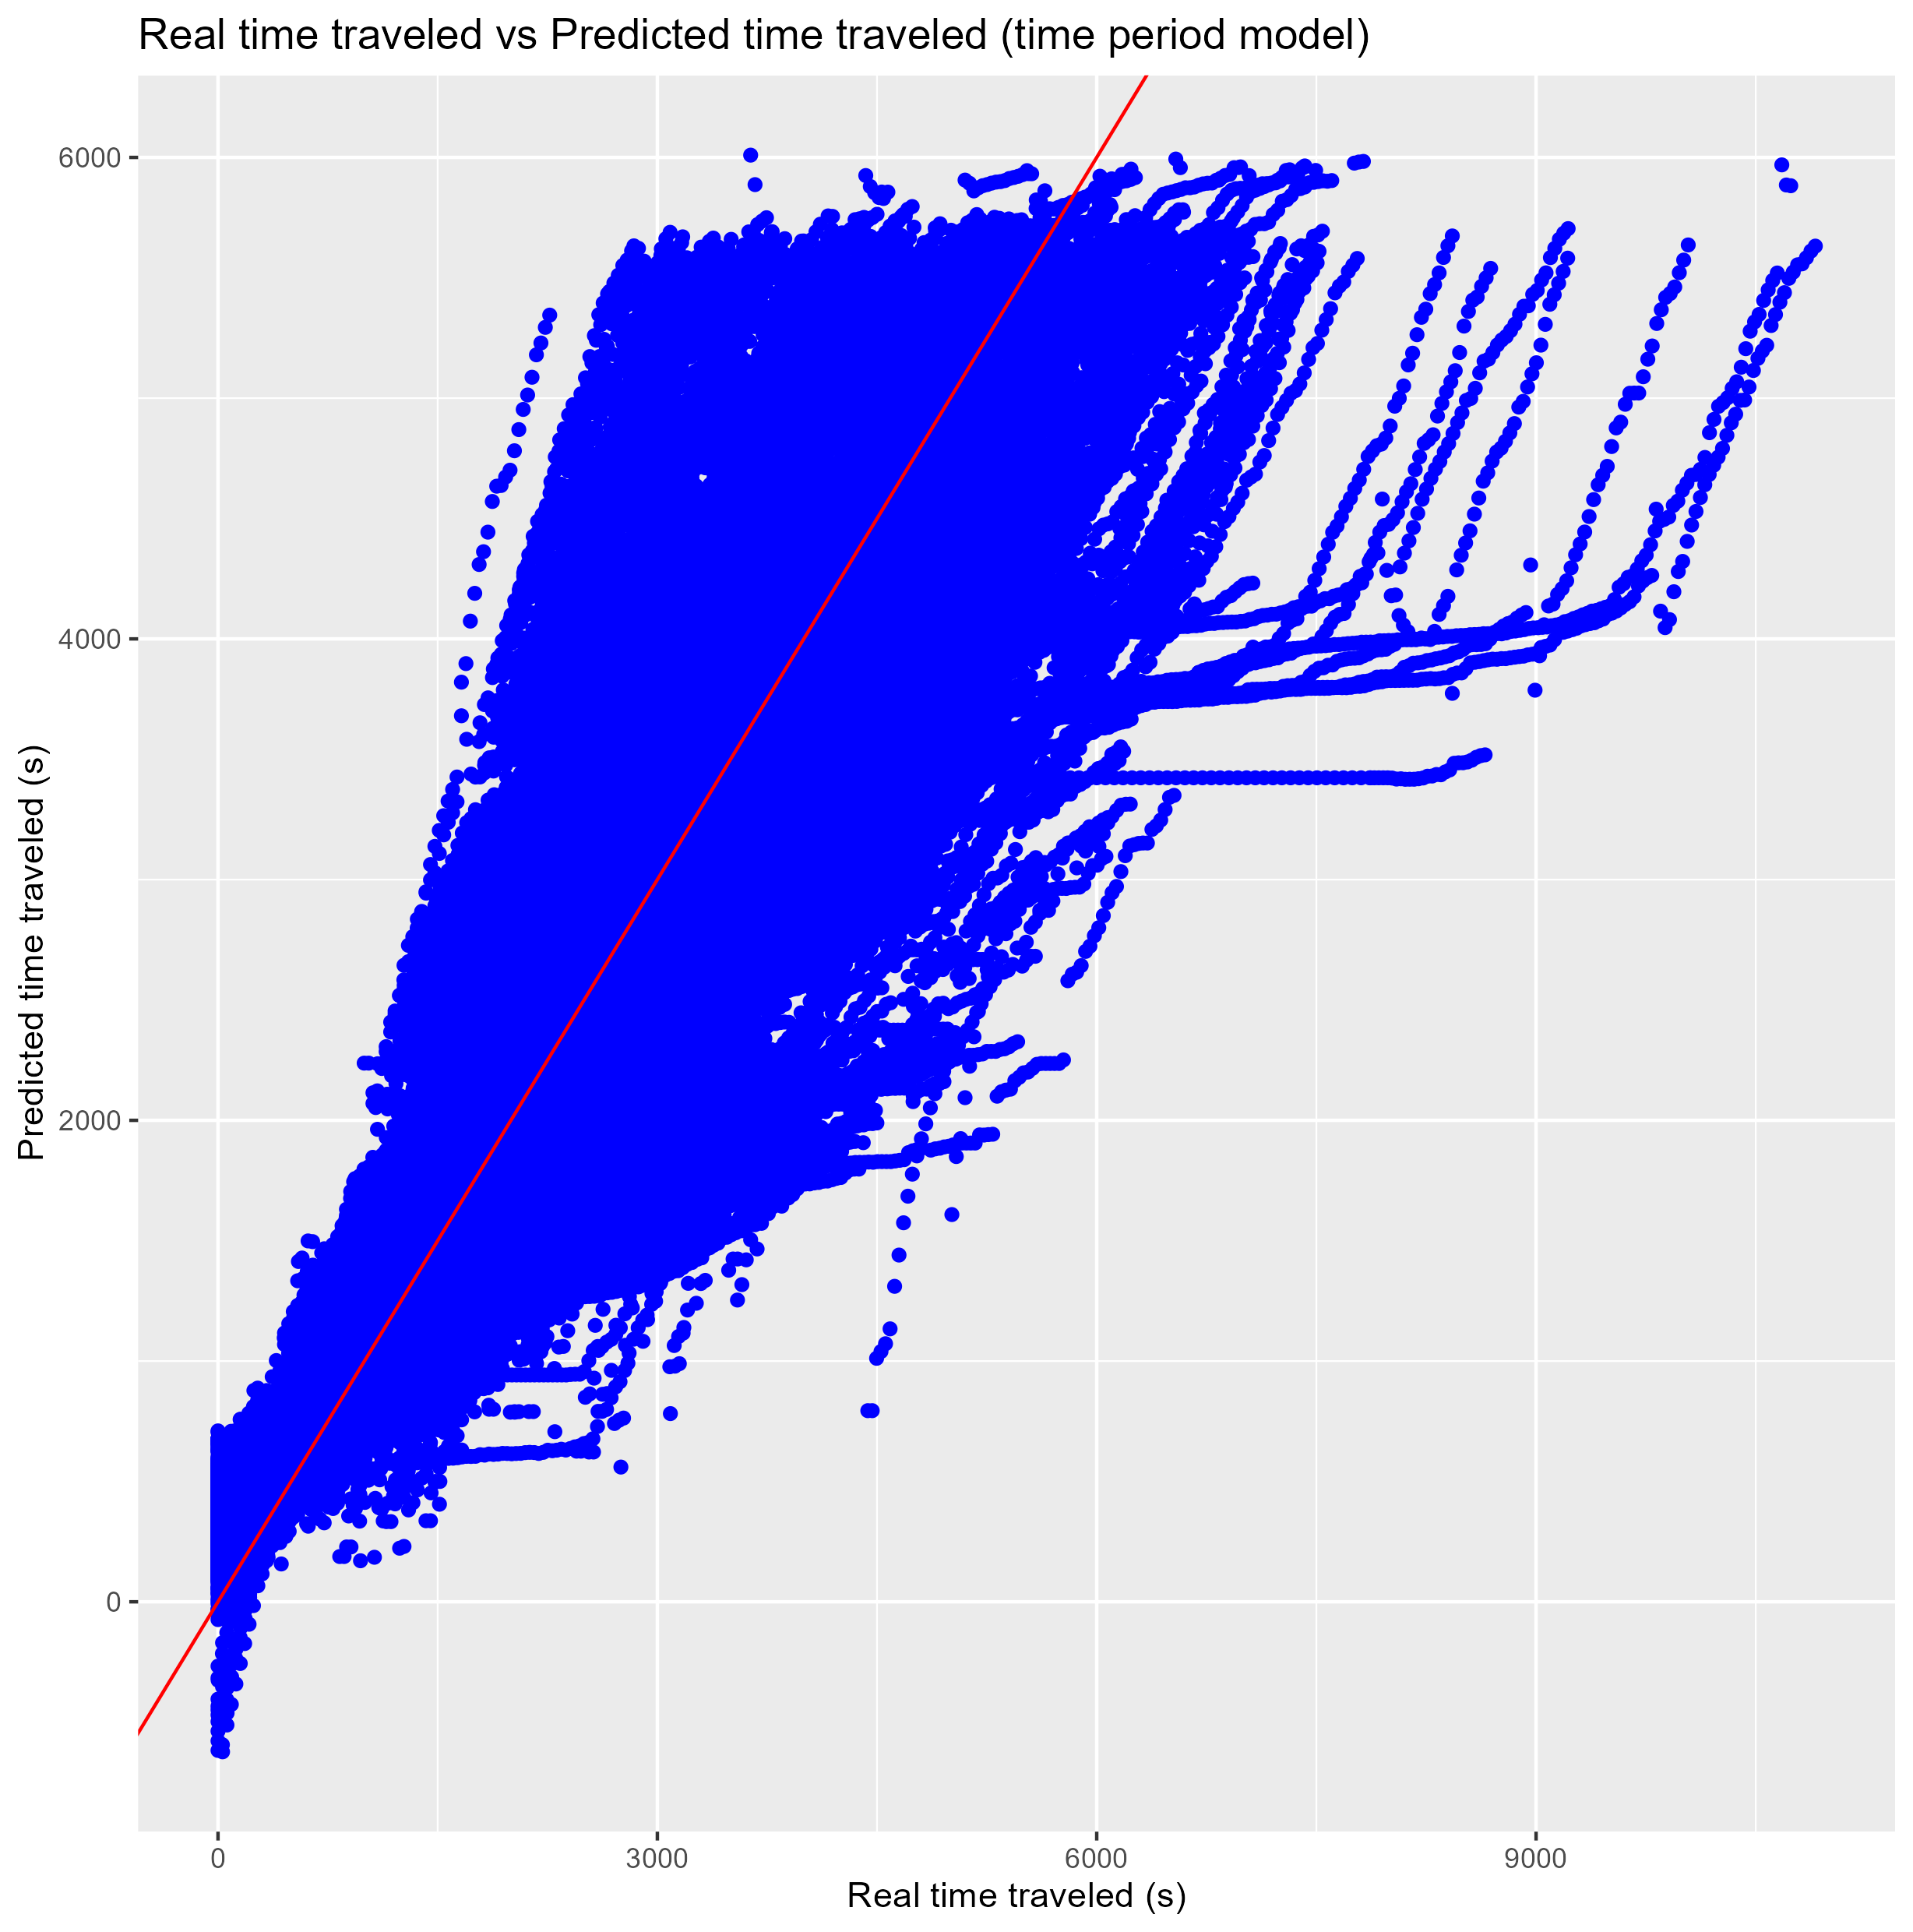 Real time traveled vs Predicted time traveled (time period model)
6000
4000
2000
0
Predicted time traveled (s)
0 3000 6000 9000
Real time traveled (s)